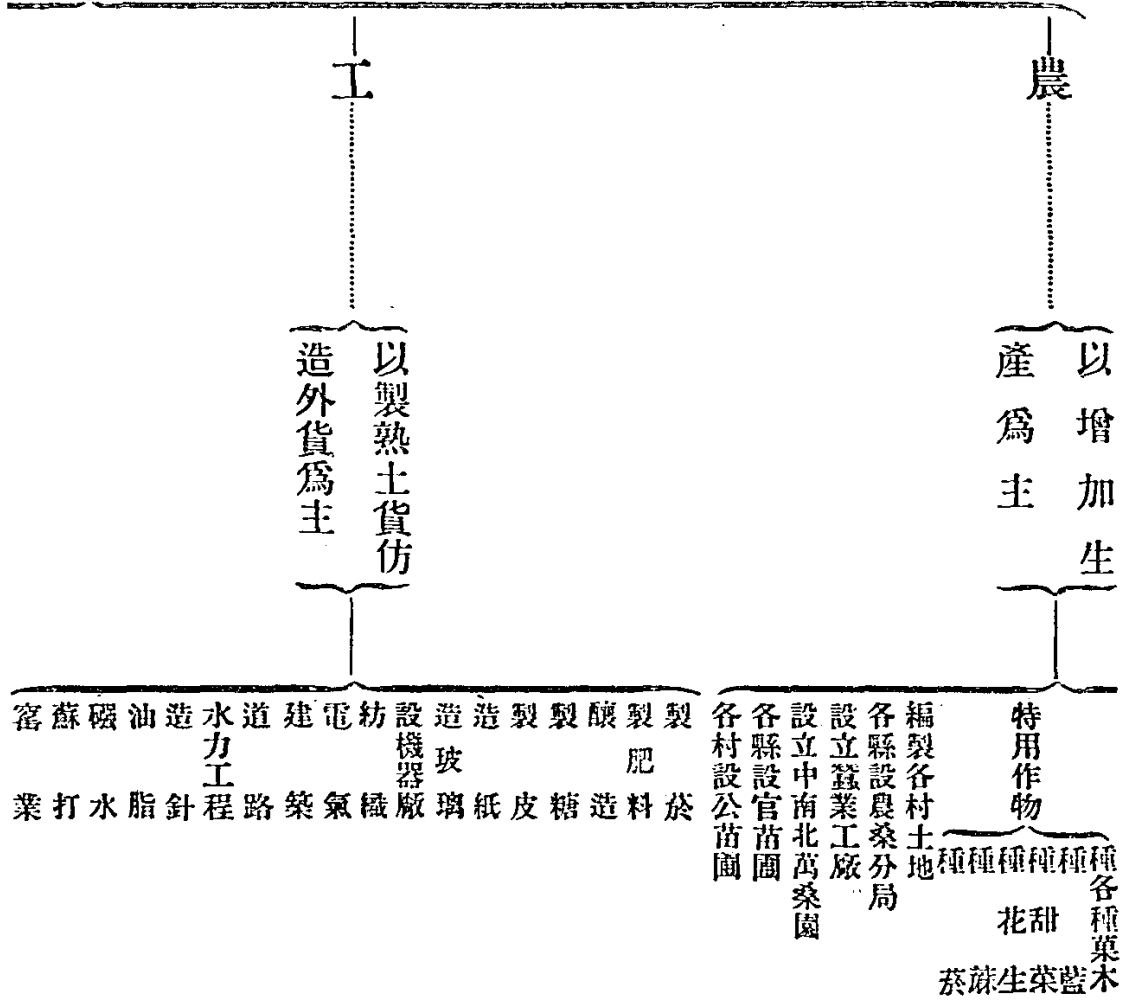 農
以增加生
產爲主
特用作物
種各種菓木
種藍
種甜菜
種花生
種蔴
種菸
編製各村土地
各縣設農桑分局
設立蠶業工廠
設立中南北萬桑園
各縣設官苗圃
各村設公苗圃
工
以製熟土貨仿
造外貨爲主
製菸
製肥料
釀造
製糖
製皮
造紙
造玻璃
設機器廠
紡織
電氣
建築
道路
水力工程
造針
油脂
磁水
蘇打
窰業